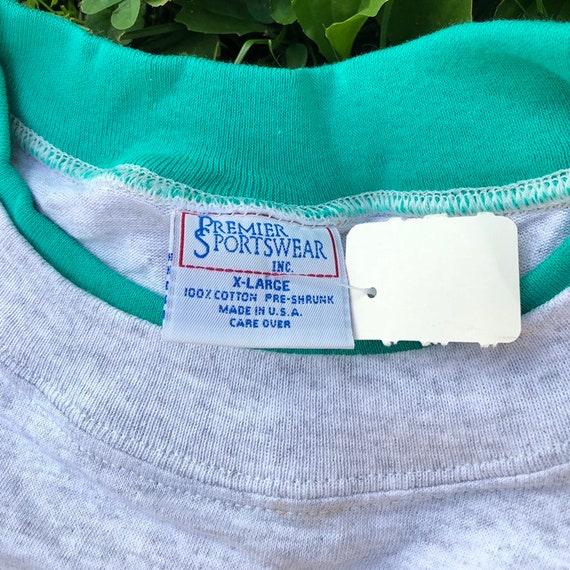 PREMIER
SPORTSWEAR
INC.
X-LARGE
100% COTTON PRE-SHRUNK
MADE IN U.S.A.
CARE OVER